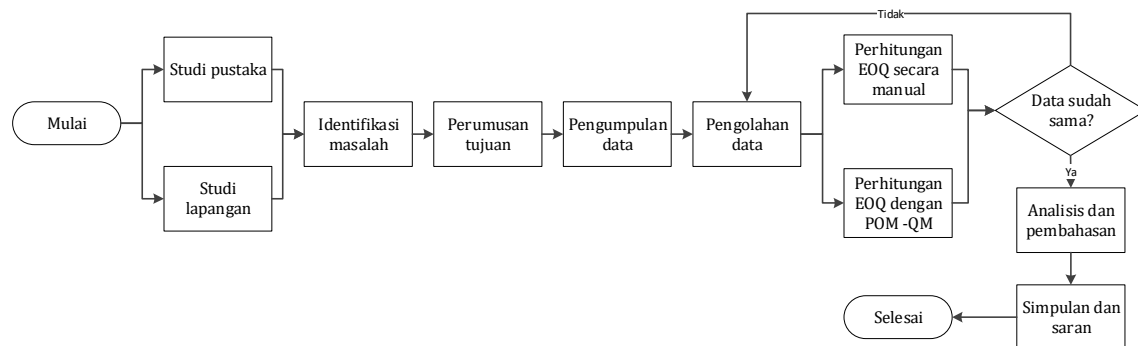 Mulai
Studi pustaka
Studi
lapangan
Identifikasi
masalah
Perumusan
tujuan
Pengumpulan
data
Pengolahan
data
Perhitungan
EOQ secara
manual
Perhitungan
EOQ dengan
POM -QM
Tidak
Data sudah
sama?
Ya
Analisis dan
pembahasan
Simpulan dan
saran
Selesai